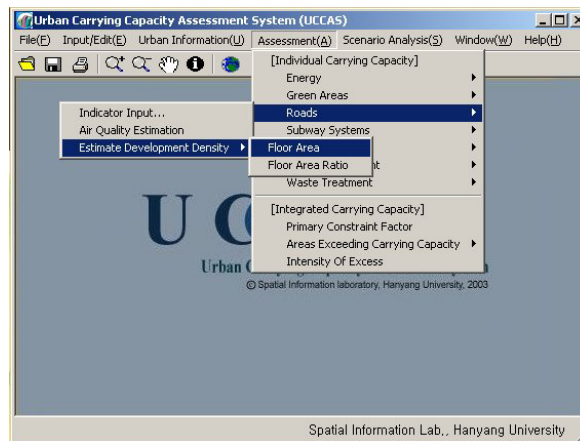 Urban Carrying Capacity Assessment System (UCCAS)
File(F) Input/Edit(E) Urban Information(U) Assessment(A) Scenario Analysis(S) Window(W) Help(H)
[Individual Carrying Capacity]
Energy
Green Areas
Roads
Subway Systems
Indicator Input...
Air Quality Estimation
Estimate Development Density
Floor Area
Floor Area Ratio
Waste Treatment
[Integrated Carrying Capacity]
Primary Constraint Factor
Areas Exceeding Carrying Capacity
Intensity Of Excess
U C
Urban
© Spatial Information laboratory, Hanyang University, 2003
Spatial Information Lab., Hanyang University